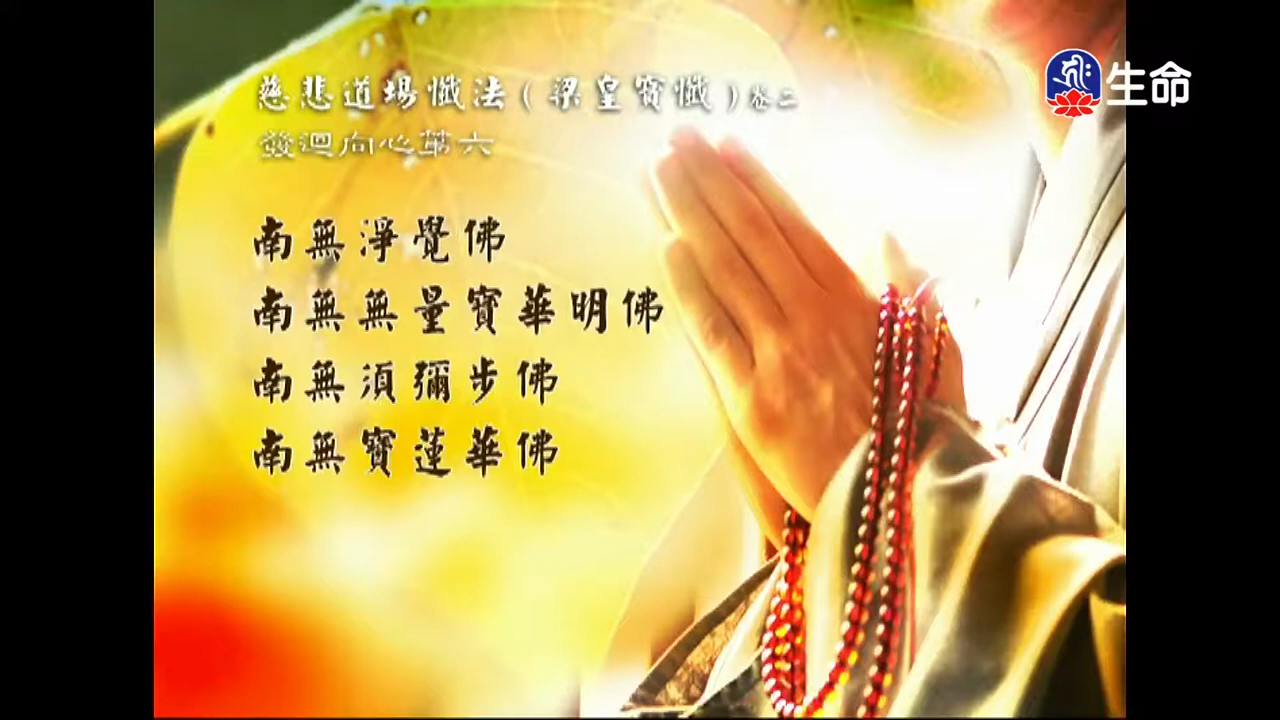 慈悲道場懺法(梁皇寶懺)卷二
發迴向心第六
南無淨覺佛
南無無量寶華明佛
南無須彌步佛
南無寶蓮華佛
生命